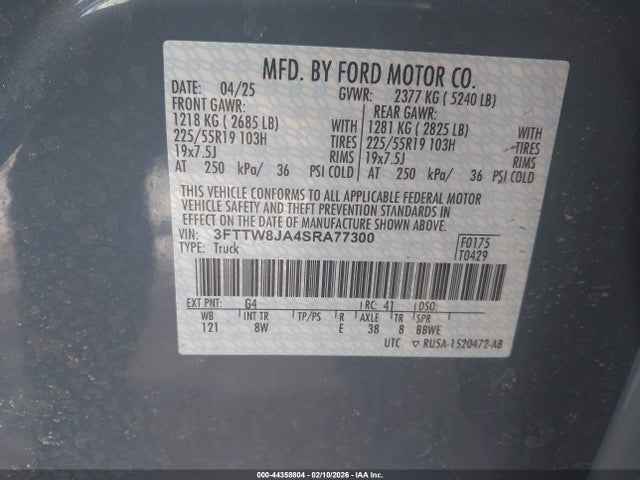 MFD. BY FORD MOTOR CO.
DATE: 04/25 GVWR: 2377 KG ( 5240 LB)
FRONT GAWR: REAR GAWR:
1218 KG ( 2685 LB) WITH 1281 KG ( 2825 LB) WITH
225/55R19 103H TIRES 225/55R19 103H TIRES
19x7.5J RIMS 19x7.5J RIMS
AT 250 kPa/ 36 PSI COLD AT 250 kPa/ 36 PSI COLD
THIS VEHICLE CONFORMS TO ALL APPLICABLE FEDERAL MOTOR
VEHICLE SAFETY AND THEFT PREVENTION STANDARDS IN
EFFECT ON THE DATE OF MANUFACTURE SHOWN ABOVE.
VIN: 3FTTW8JA4SRA77300 F0175
TYPE: Truck T0429
EXT PNT: G4 RC: 41 DSO:
WB INT TR TP/PS R AXLE TR SPR
121 8W E 38 8 BBWE
UTC ▽ RU5A-1520472-AB
000-44358804 - 02/10/2026 - IAA Inc.